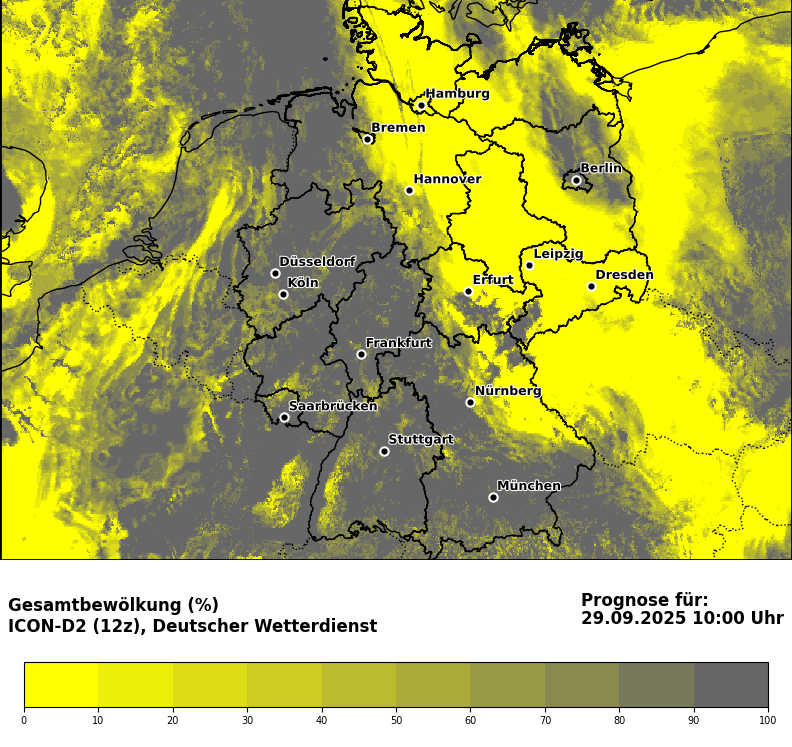 Hamburg
Bremen
Berlin
Hannover
Leipzig
Düsseldorf
Dresden
Köln
Erfurt
Frankfurt
Nürnberg
Saarbrücken
Stuttgart
München
Gesamtbewölkung (%)
ICON-D2 (12z), Deutscher Wetterdienst
Prognose für:
29.09.2025 10:00 Uhr
0 10 20 30 40 50 60 70 80 90 100